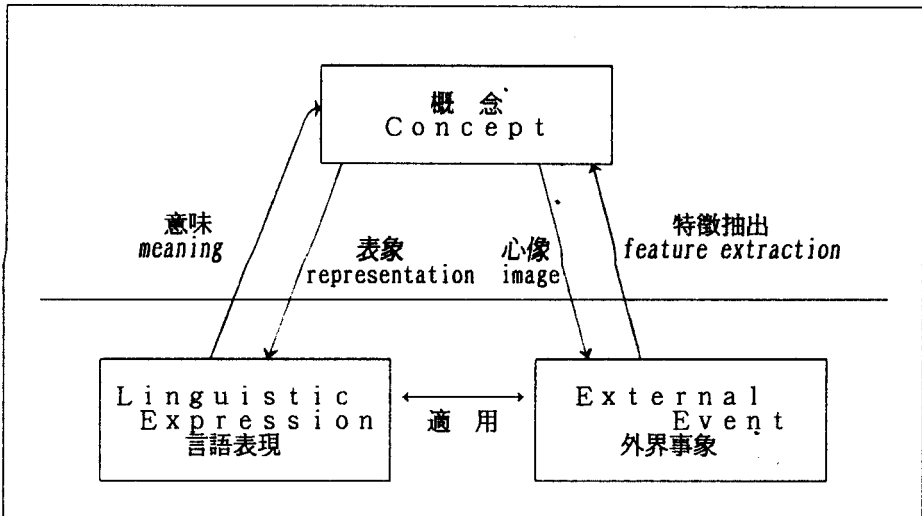 概念
Concept
意味
meaning
表象
representation
心像
image
特徴抽出
feature extraction
Linguistic
Expression
言語表現
適用
External
Event
外界事象